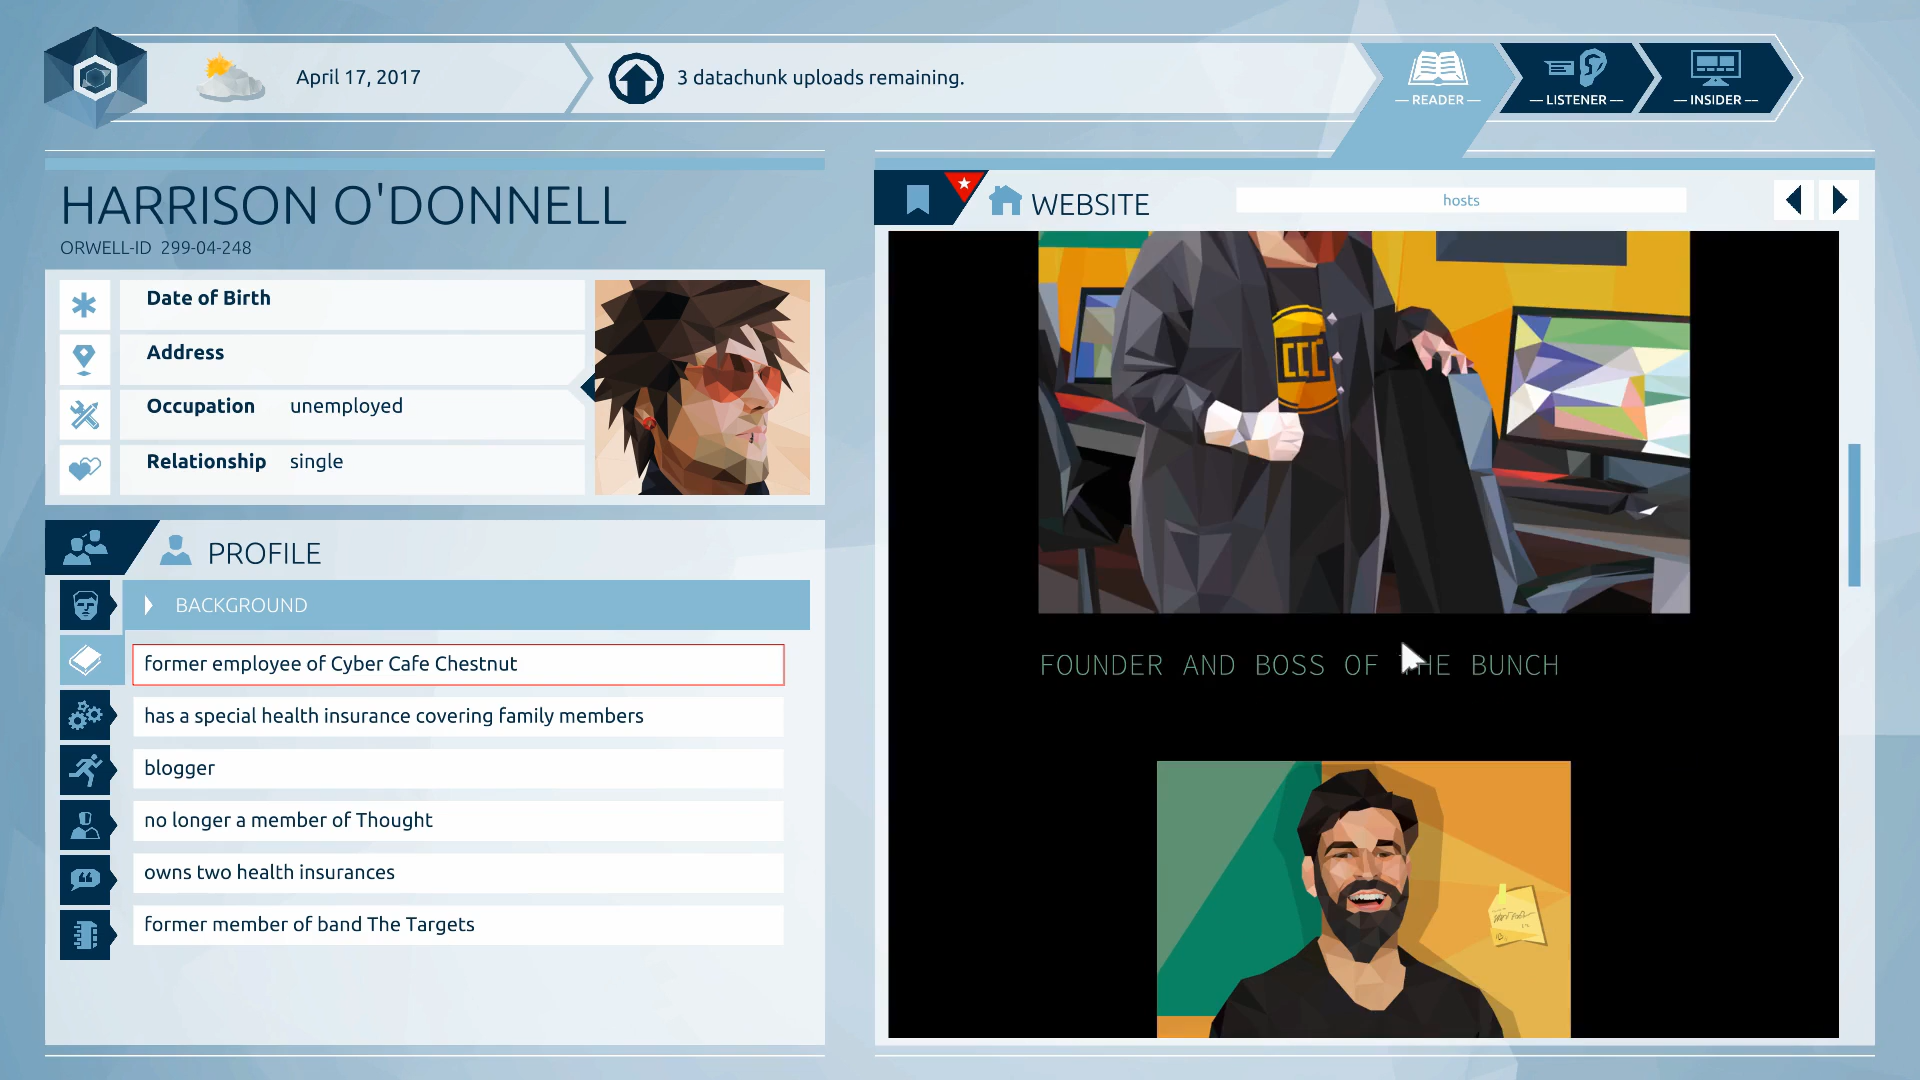 April 17, 2017
3 datachunk uploads remaining.
READER
LISTENER
INSIDER
HARRISON O'DONNELL
ORWELL-ID 299-04-248
Date of Birth
Address
Occupation unemployed
Relationship single
PROFILE
BACKGROUND
former employee of Cyber Cafe Chestnut
has a special health insurance covering family members
blogger
no longer a member of Thought
owns two health insurances
former member of band The Targets
WEBSITE
hosts
CCC
FOUNDER AND BOSS OF THE BUNCH